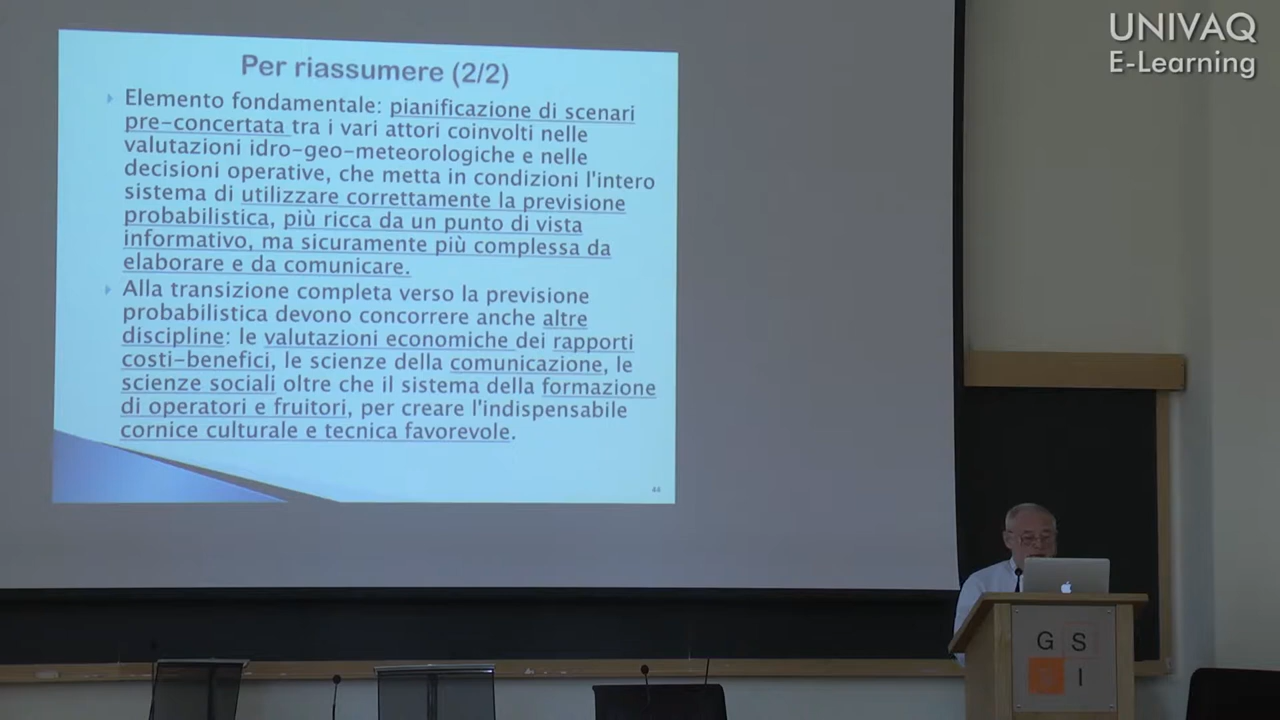 UNIVAQ
E-Learning
Per riassumere (2/2)
Elemento fondamentale: pianificazione di scenari
pre-concertata tra i vari attori coinvolti nelle
valutazioni idro-geo-meteorologiche e nelle
decisioni operative, che metta in condizioni l'intero
sistema di utilizzare correttamente la previsione
probabilistica, più ricca da un punto di vista
informativo, ma sicuramente più complessa da
elaborare e da comunicare.
Alla transizione completa verso la previsione
probabilistica devono concorrere anche altre
discipline: le valutazioni economiche dei rapporti
costi-benefici, le scienze della comunicazione, le
scienze sociali oltre che il sistema della formazione
di operatori e fruitori, per creare l'indispensabile
cornice culturale e tecnica favorevole.
G S
I